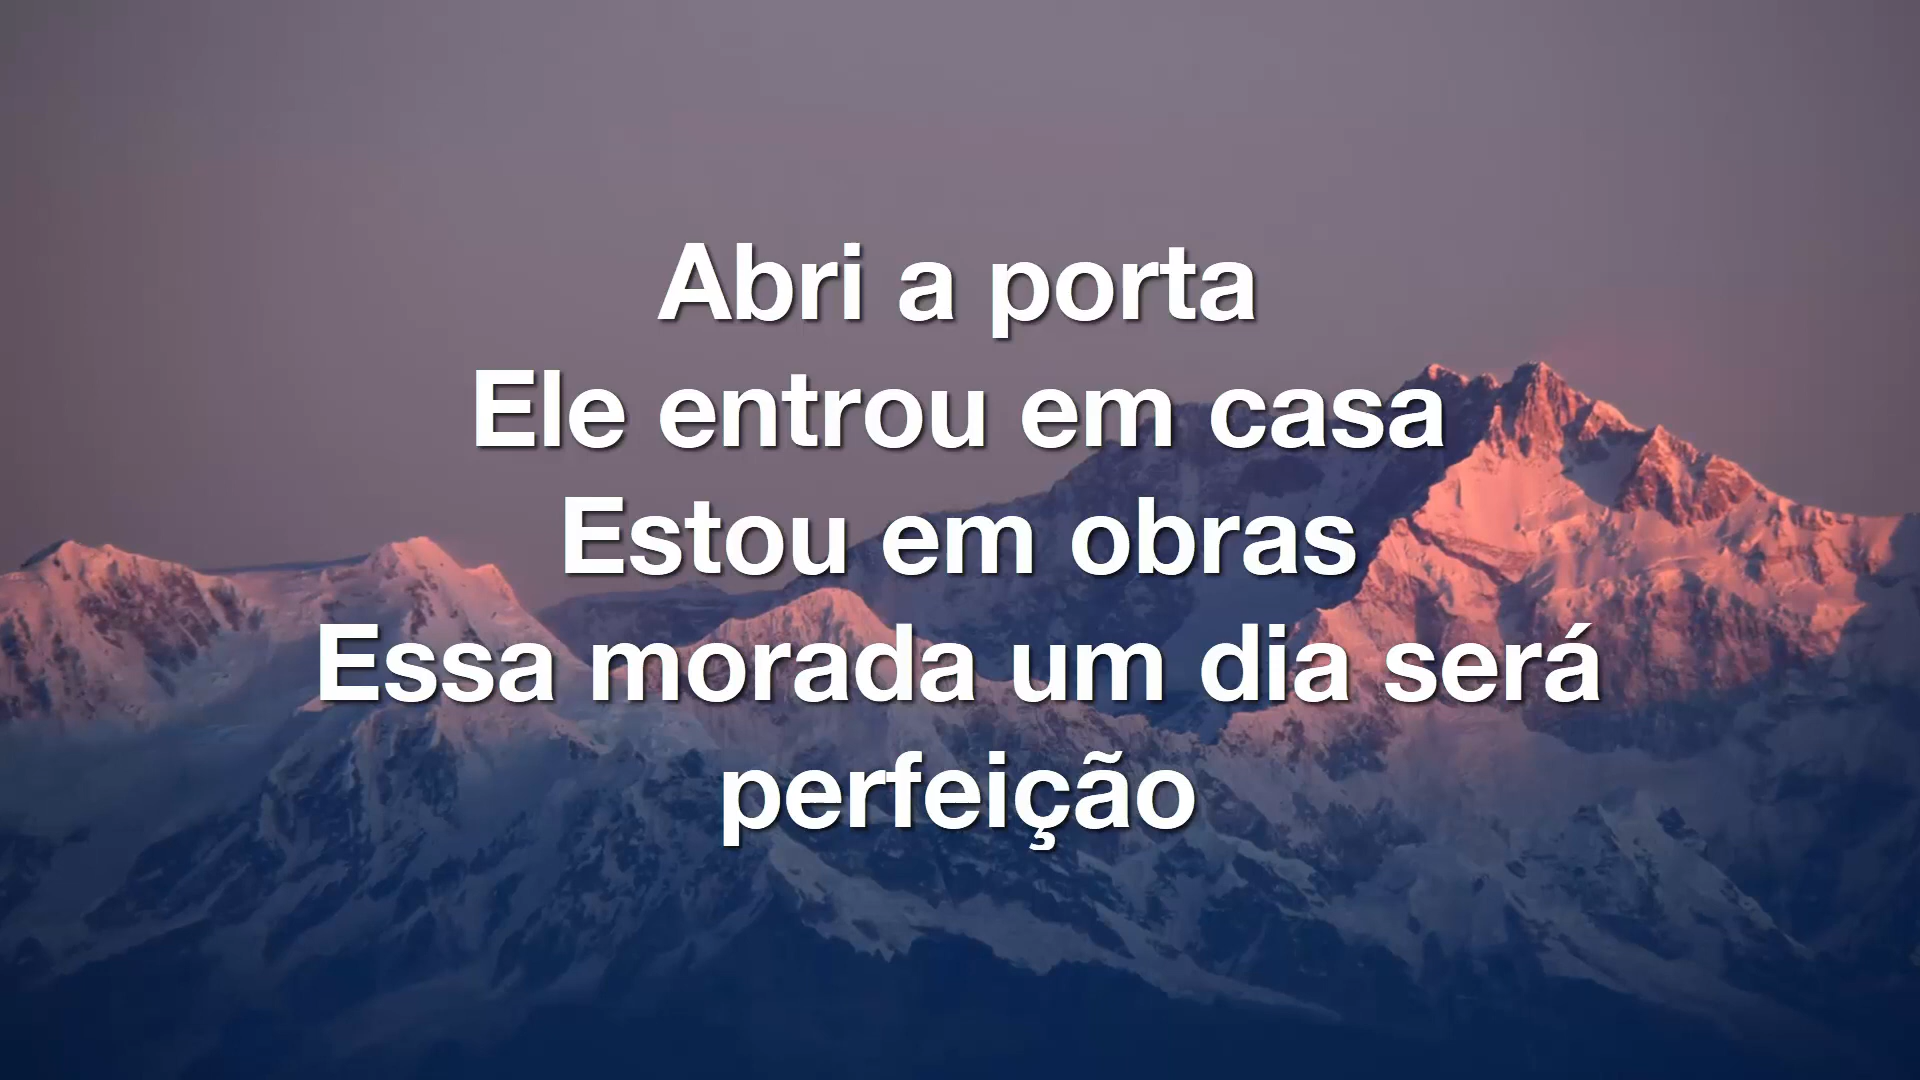 Abri a porta
Ele entrou em casa
Estou em obras
Essa morada um dia será
perfeição